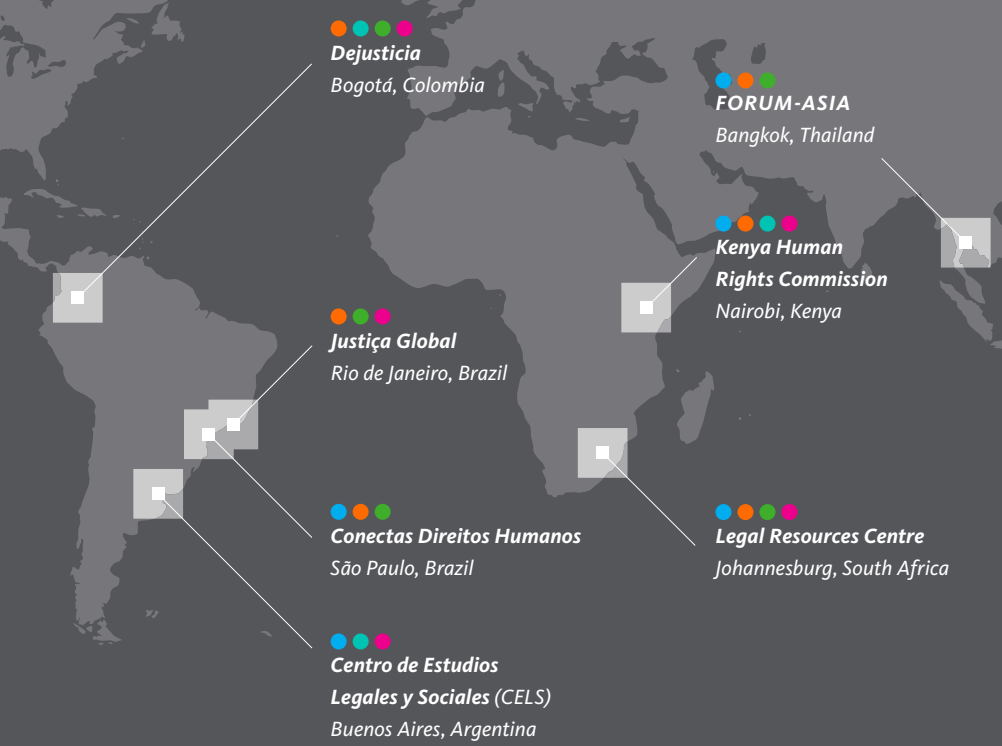 Dejusticia
Bogotá, Colombia
FORUM-ASIA
Bangkok, Thailand
Kenya Human
Rights Commission
Nairobi, Kenya
Justiça Global
Rio de Janeiro, Brazil
Conectas Direitos Humanos
São Paulo, Brazil
Legal Resources Centre
Johannesburg, South Africa
Centro de Estudios
Legales y Sociales (CELS)
Buenos Aires, Argentina